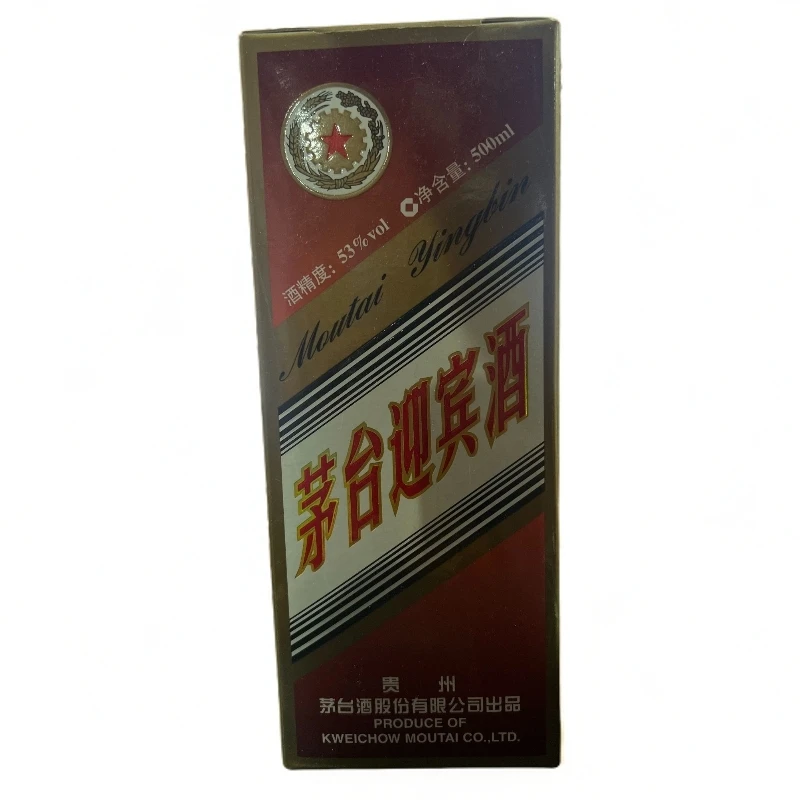 酒精度：53%vol 净含量：500ml
Moutai Yingbin
茅台迎宾酒
贵 州
茅台酒股份有限公司出品
PRODUCE OF
KWEICHOW MOUTAI CO.,LTD.